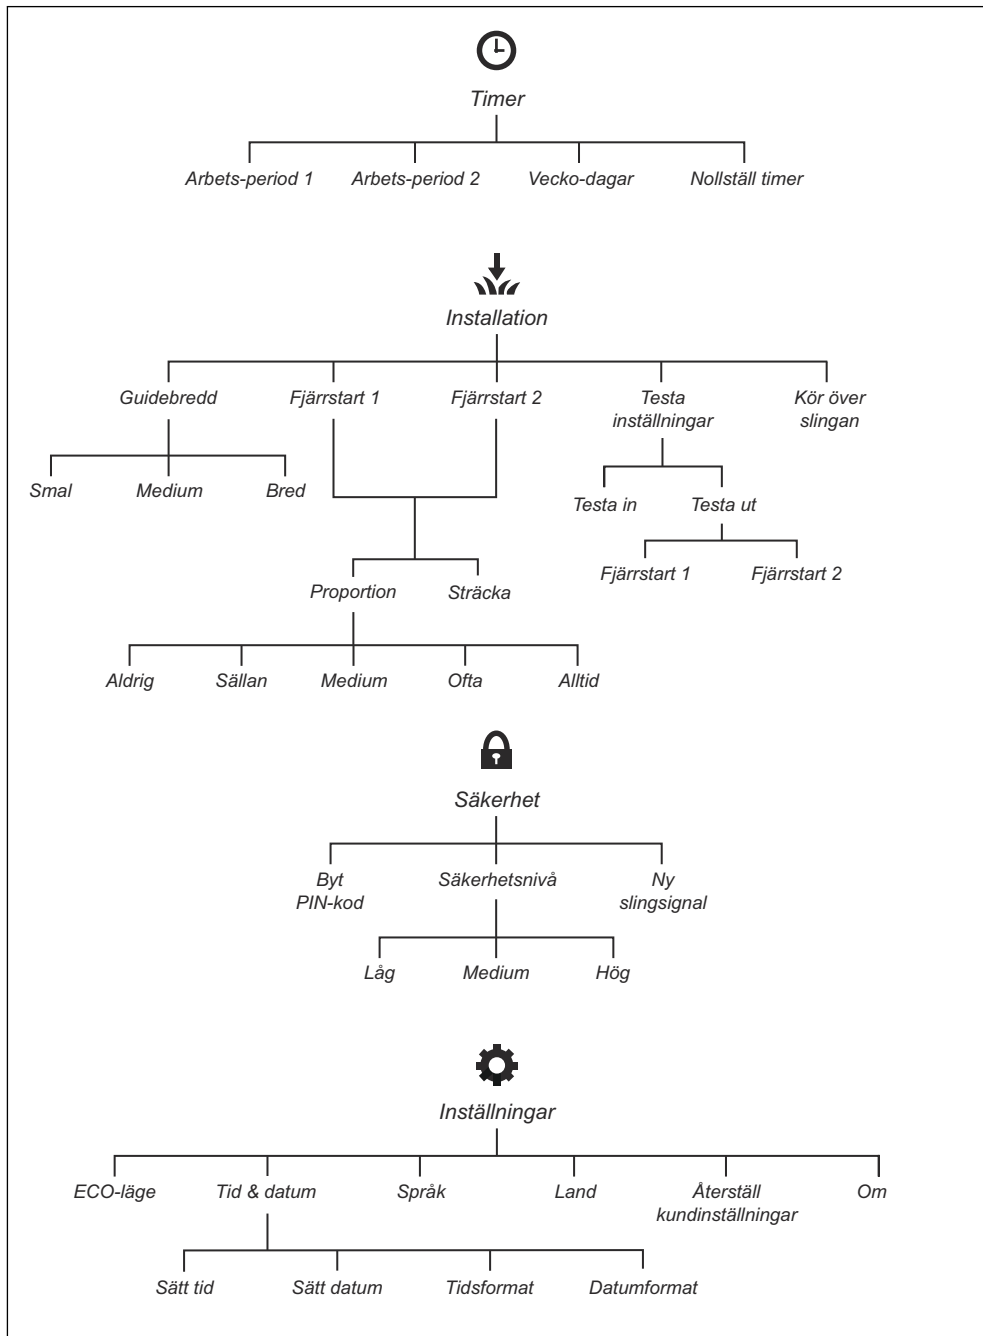 Timer
Arbets-period 1 Arbets-period 2 Vecko-dagar Nollställ timer
Installation
Guidebredd Fjärrstart 1 Fjärrstart 2 Testa inställningar Kör över slingan
Smal Medium Bred Testa in Testa ut
Fjärrstart 1 Fjärrstart 2
Proportion Sträcka
Aldrig Sällan Medium Ofta Alltid
Säkerhet
Byt PIN-kod Säkerhetsnivå Ny slingsignal
Låg Medium Hög
Inställningar
ECO-läge Tid & datum Språk Land Återställ kundinställningar Om
Sätt tid Sätt datum Tidsformat Datumformat